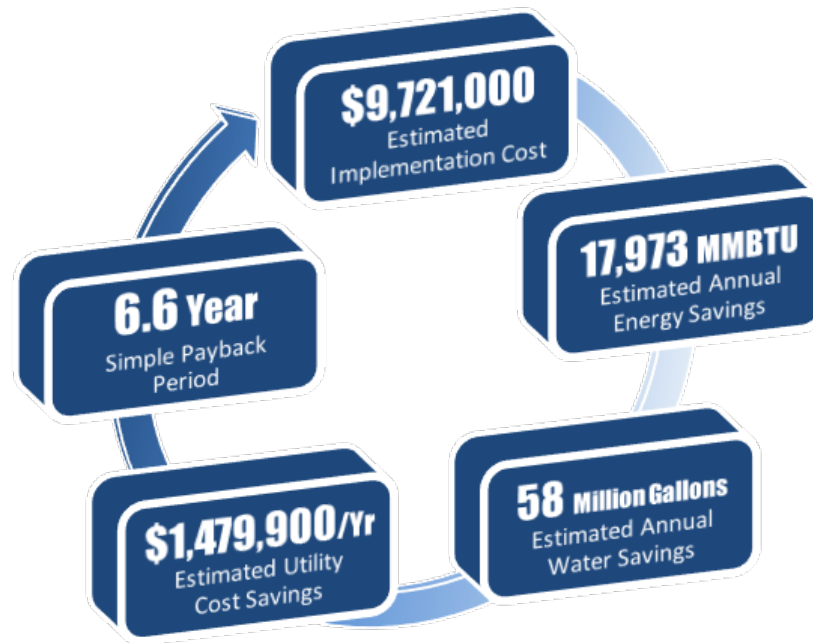 $9,721,000
Estimated
Implementation Cost
17,973 MMBTU
Estimated Annual
Energy Savings
58 Million Gallons
Estimated Annual
Water Savings
$1,479,900/Yr
Estimated Utility
Cost Savings
6.6 Year
Simple Payback
Period